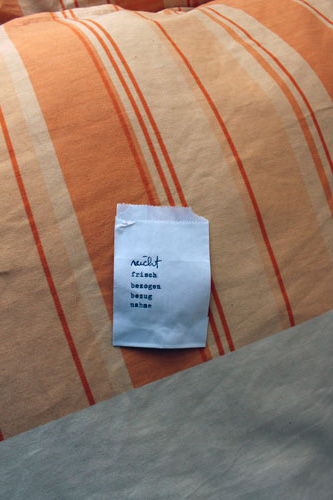 nicht
frisch
bezogen
bezug
nahme